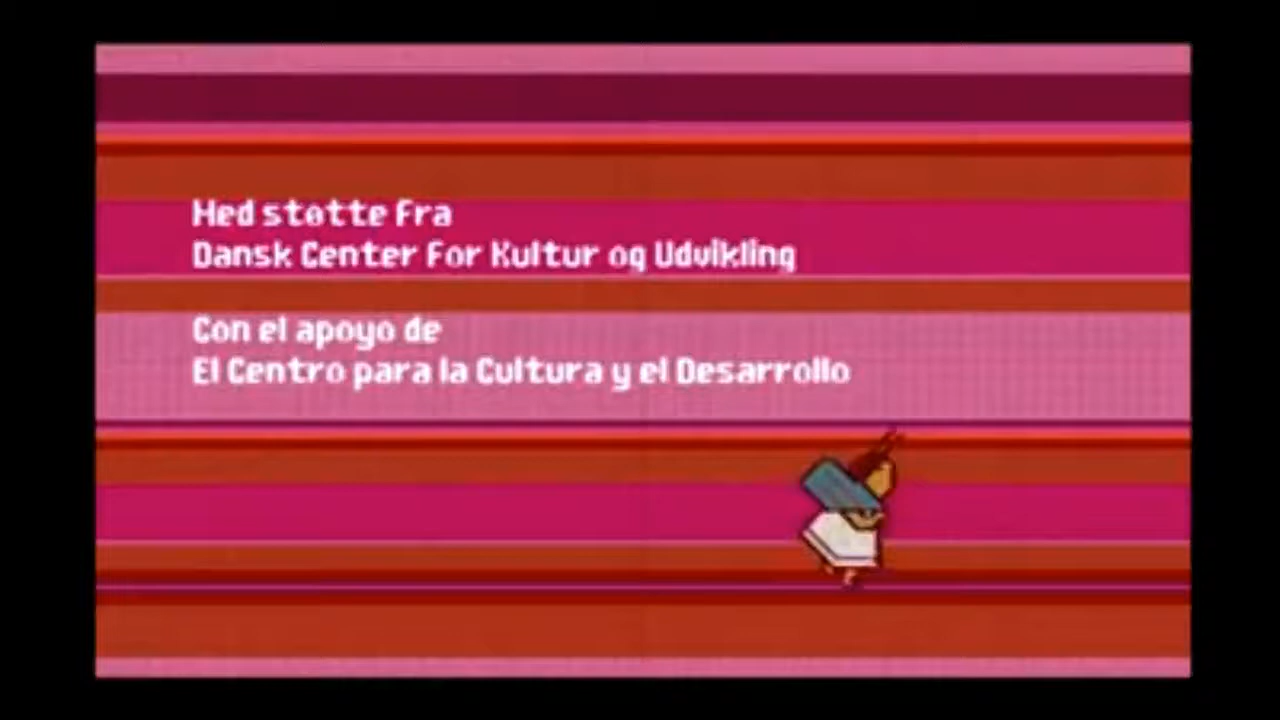 Med støtte fra
Dansk Center for Kultur og Udvikling
Con el apoyo de
El Centro para la Cultura y el Desarrollo